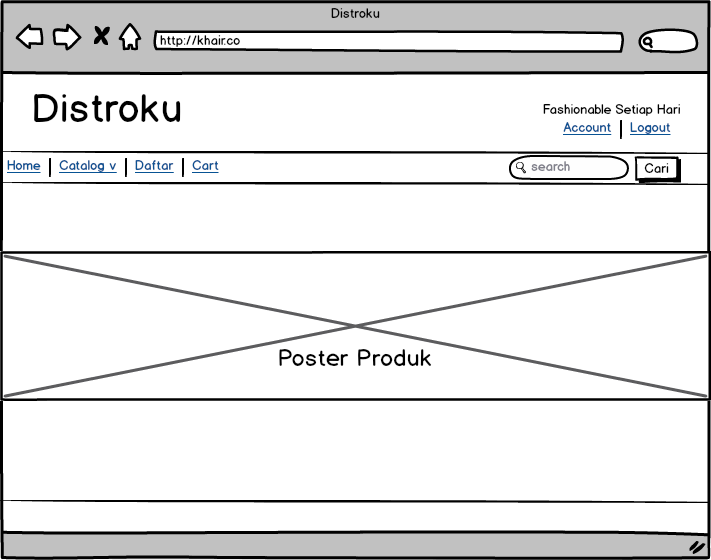 Distroku
http://khair.co
Distroku
Fashionable Setiap Hari
Account | Logout
Home | Catalog v | Daftar | Cart
search
Cari
Poster Produk